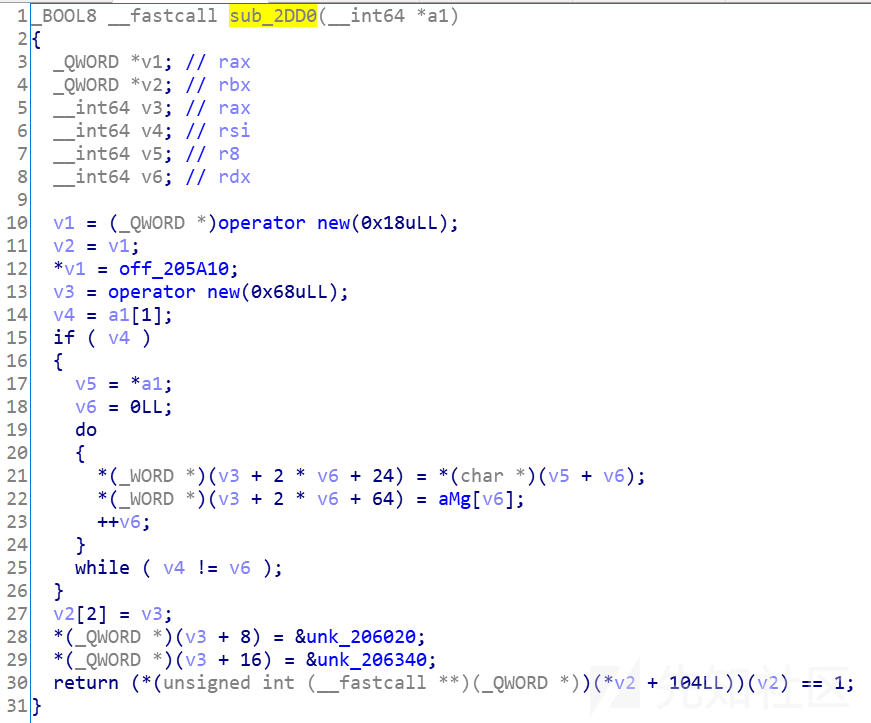 1 _BOOL8 __fastcall sub_2DD0(__int64 *a1)
2 {
3   _QWORD *v1; // rax
4   _QWORD *v2; // rbx
5   __int64 v3; // rax
6   __int64 v4; // rsi
7   __int64 v5; // r8
8   __int64 v6; // rdx
9
10   v1 = (_QWORD *)operator new(0x18uLL);
11   v2 = v1;
12   *v1 = off_205A10;
13   v3 = operator new(0x68uLL);
14   v4 = a1[1];
15   if ( v4 )
16   {
17     v5 = *a1;
18     v6 = 0LL;
19     do
20     {
21       *(_WORD *)(v3 + 2 * v6 + 24) = *(char *)(v5 + v6);
22       *(_WORD *)(v3 + 2 * v6 + 64) = aMg[v6];
23       ++v6;
24     }
25     while ( v4 != v6 );
26   }
27   v2[2] = v3;
28   *(_QWORD *)(v3 + 8) = &unk_206020;
29   *(_QWORD *)(v3 + 16) = &unk_206340;
30   return (*(unsigned int (__fastcall **)(_QWORD *))(*v2 + 104LL))(v2) == 1;
31 }
先知社区